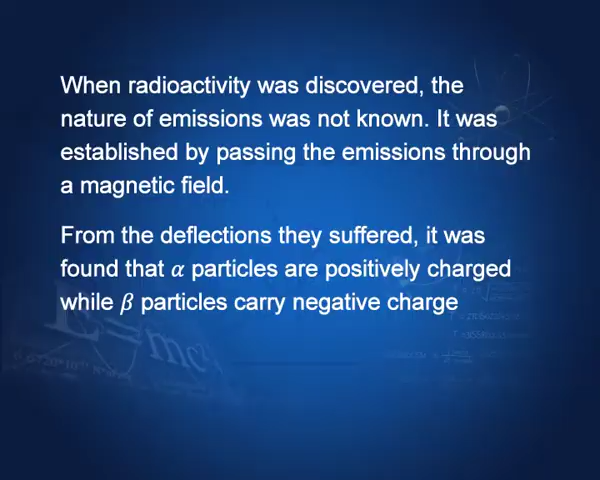 When radioactivity was discovered, the
nature of emissions was not known. It was
established by passing the emissions through
a magnetic field.
From the deflections they suffered, it was
found that α particles are positively charged
while β particles carry negative charge
E=mc²